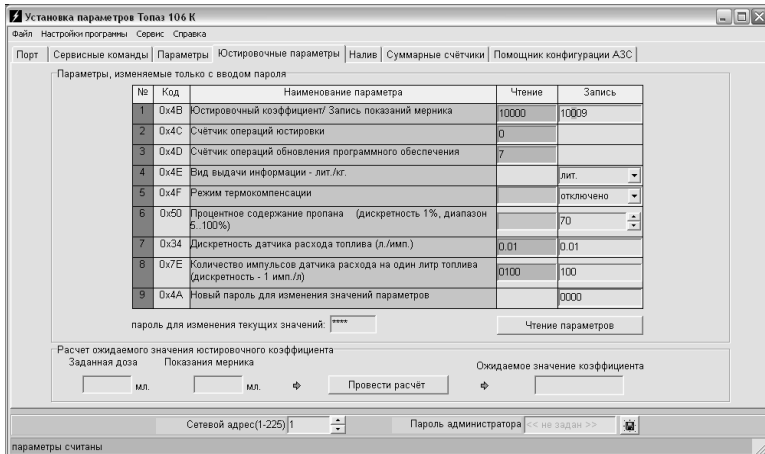 Установка параметров Топаз 106 К
Файл Настройки программы Сервис Справка
Порт Сервисные команды Параметры Юстировочные параметры Налив Суммарные счётчики Помощник конфигурации АЗС
Параметры, изменяемые только с вводом пароля
№ Код Наименование параметра Чтение Запись
1 0x4B Юстировочный коэффициент/ Запись показаний мерника 10000 10009
2 0x4C Счётчик операций юстировки 0
3 0x4D Счётчик операций обновления программного обеспечения 7
4 0x4E Вид выдачи информации - лит./кг. лит.
5 0x4F Режим термокомпенсации отключено
6 0x50 Процентное содержание пропана (дискретность 1%, диапазон 70
5..100%)
7 0x34 Дискретность датчика расхода топлива (л./имп.) 0.01 0.01
8 0x7E Количество импульсов датчика расхода на один литр топлива 0100 100
(дискретность - 1 имп./л)
9 0x4A Новый пароль для изменения значений параметров 0000
пароль для изменения текущих значений: **** Чтение параметров
Расчет ожидаемого значения юстировочного коэффициента
Заданная доза Показания мерника Ожидаемое значение коэффициента
мл. мл. Провести расчёт
Сетевой адрес(1-225) 1 Пароль администратора << не задан >>
параметры считаны